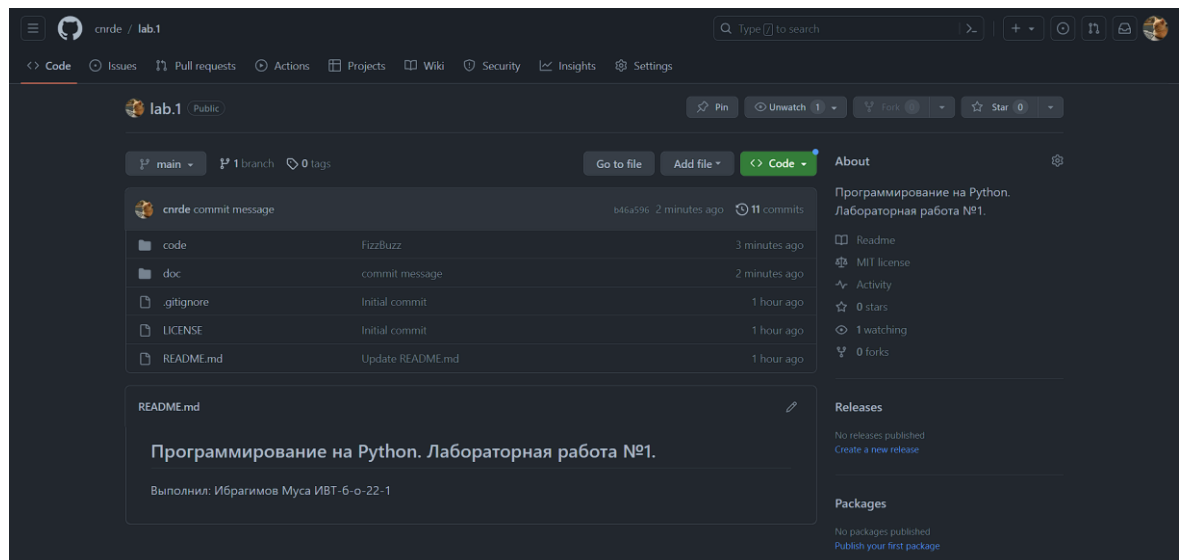 cnrde / lab.1
Type / to search
Code Issues Pull requests Actions Projects Wiki Security Insights Settings
lab.1 Public
Pin Unwatch 1 Fork Star 0
main 1 branch 0 tags Go to file Add file Code
cnrde commit message b46a596 2 minutes ago 11 commits
code FizzBuzz 3 minutes ago
doc commit message 2 minutes ago
.gitignore Initial commit 1 hour ago
LICENSE Initial commit 1 hour ago
README.md Update README.md 1 hour ago
README.md
Программирование на Python. Лабораторная работа №1.
Выполнил: Ибрагимов Муса ИВТ-б-о-22-1
About
Программирование на Python.
Лабораторная работа №1.
Readme
MIT license
Activity
0 stars
1 watching
0 forks
Releases
No releases published
Create a new release
Packages
No packages published
Publish your first package